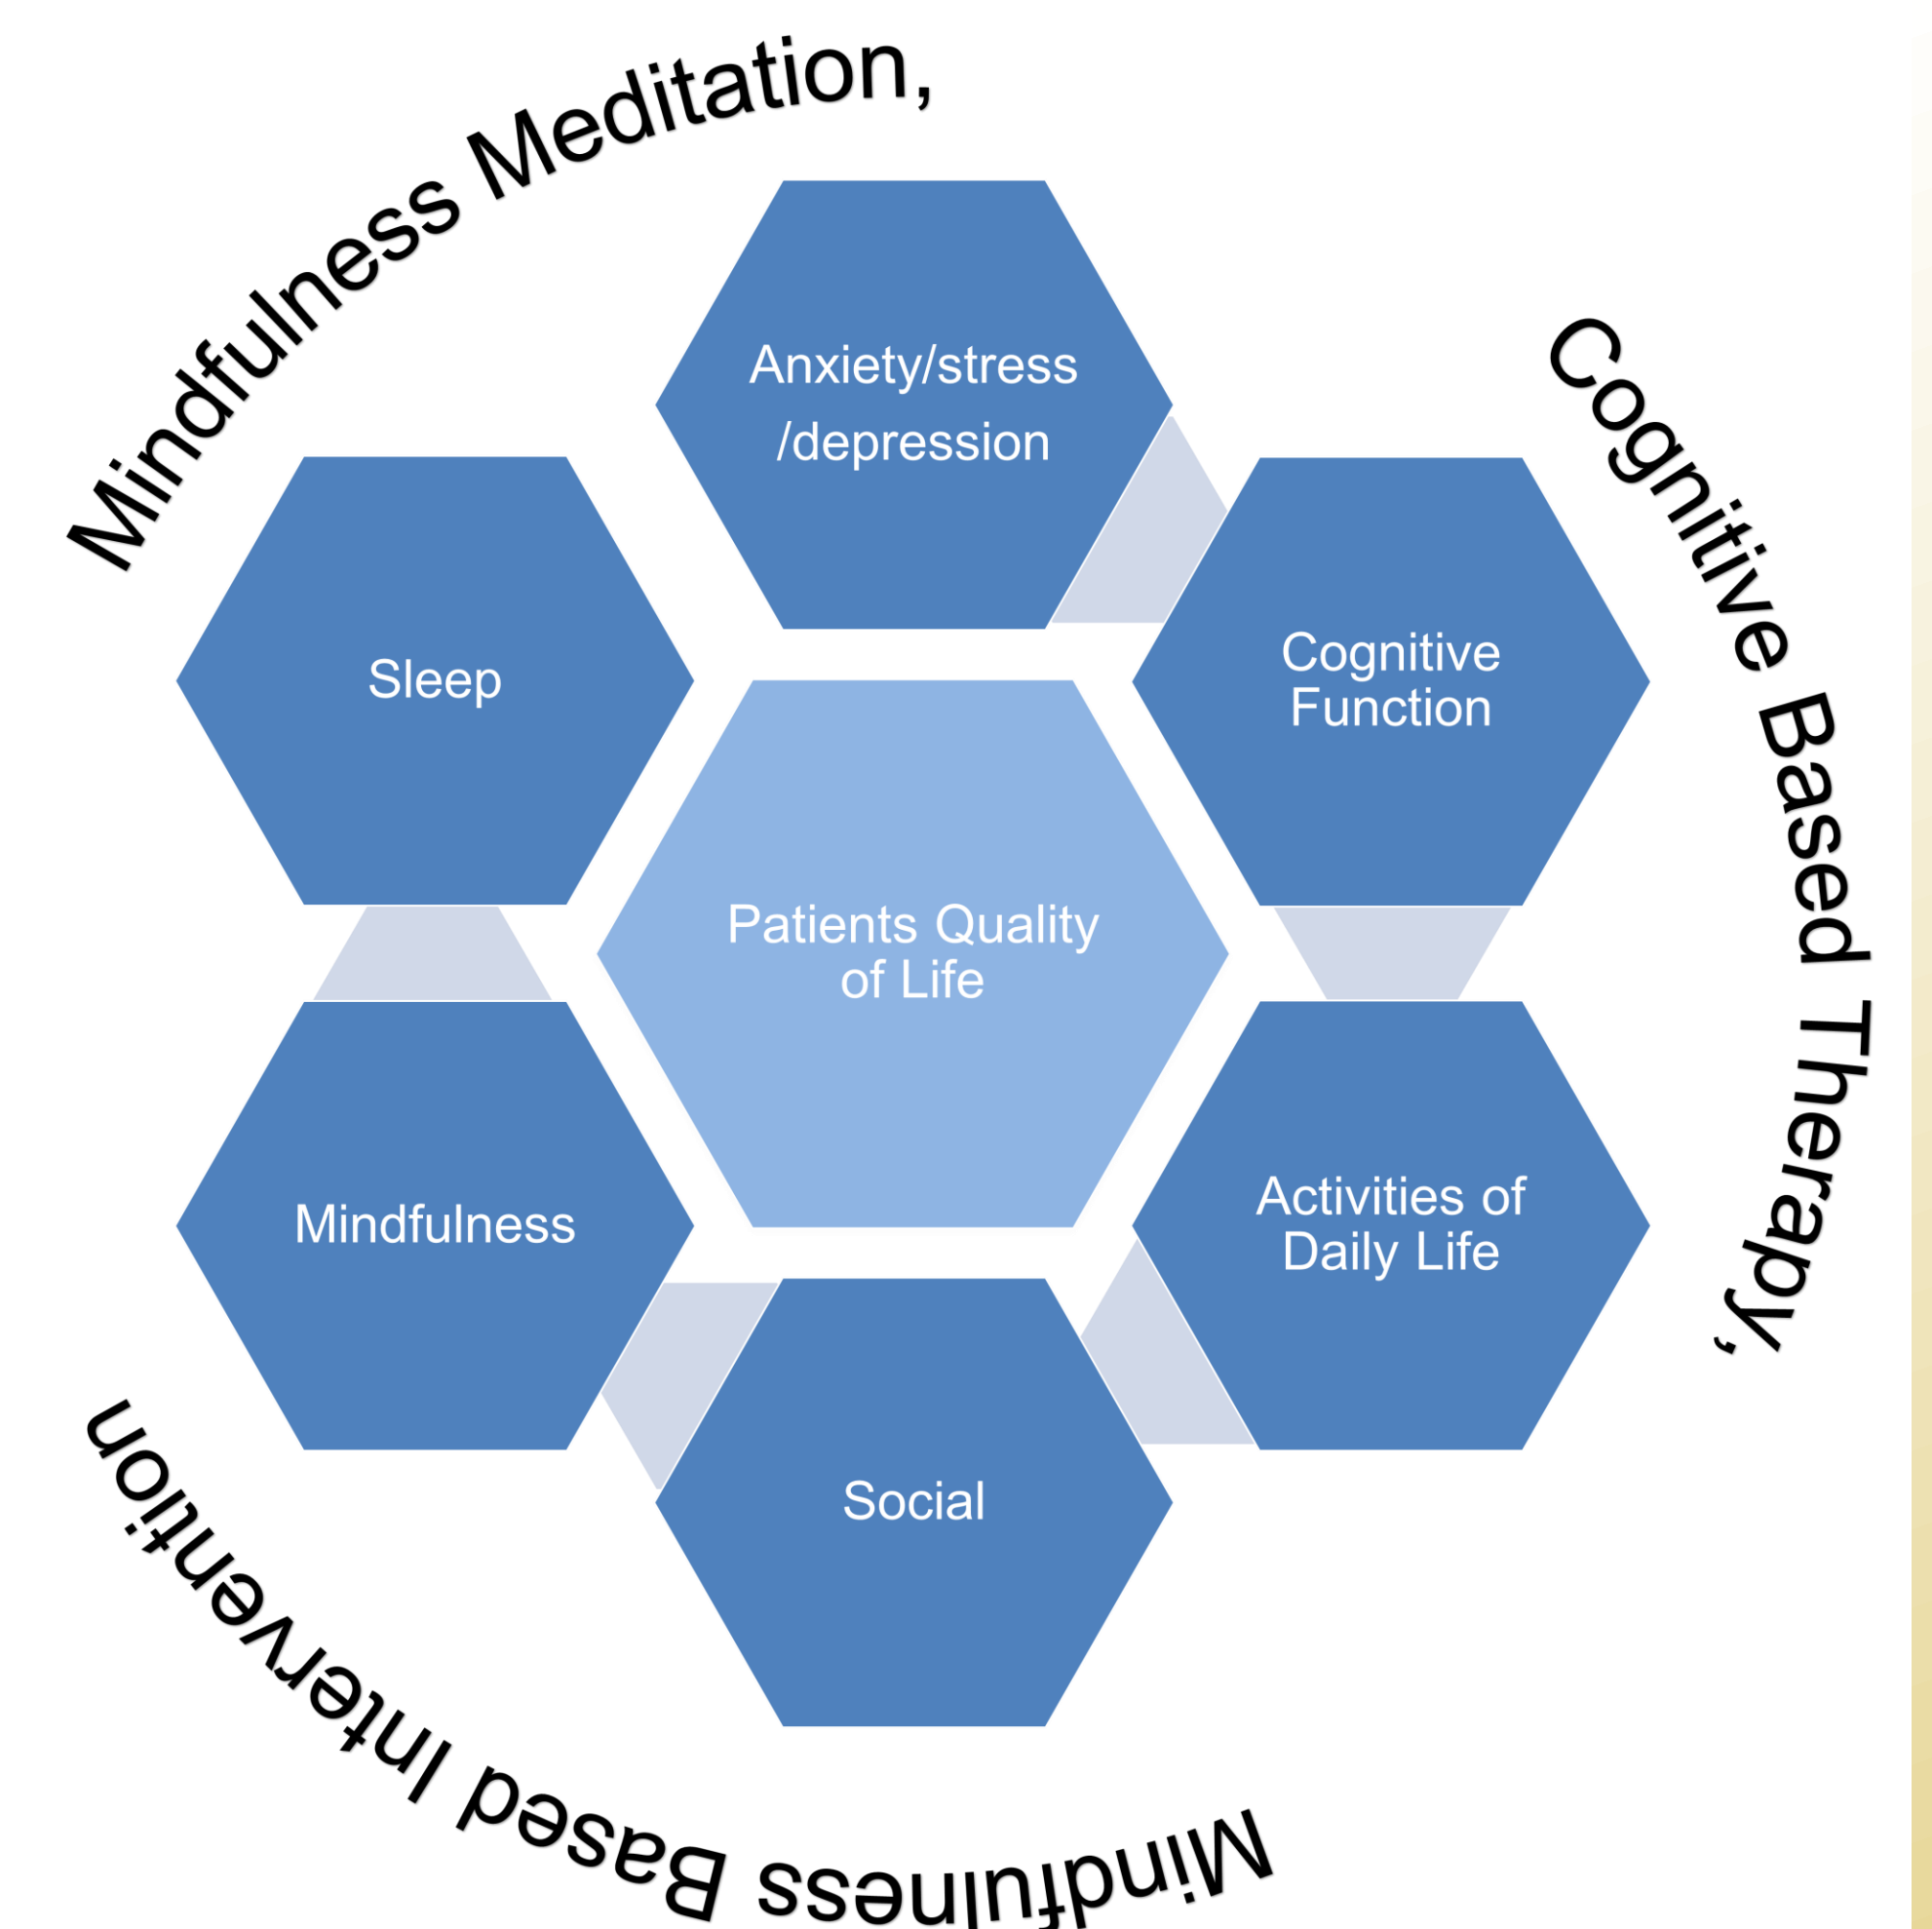 Mindfulness Meditation,
Cognitive Based Therapy,
Mindfulness Based Intervention
Anxiety/stress
/depression
Cognitive
Function
Activities of
Daily Life
Social
Mindfulness
Sleep
Patients Quality
of Life